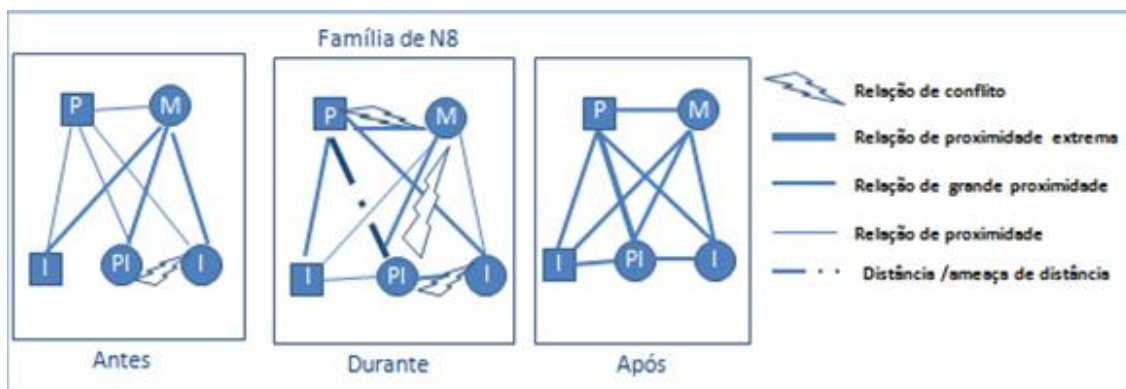 Família de N8
P M
I PI I
Antes
P M
I PI I
Durante
P M
I PI I
Após
Relação de conflito
Relação de proximidade extrema
Relação de grande proximidade
Relação de proximidade
Distância /ameaça de distância